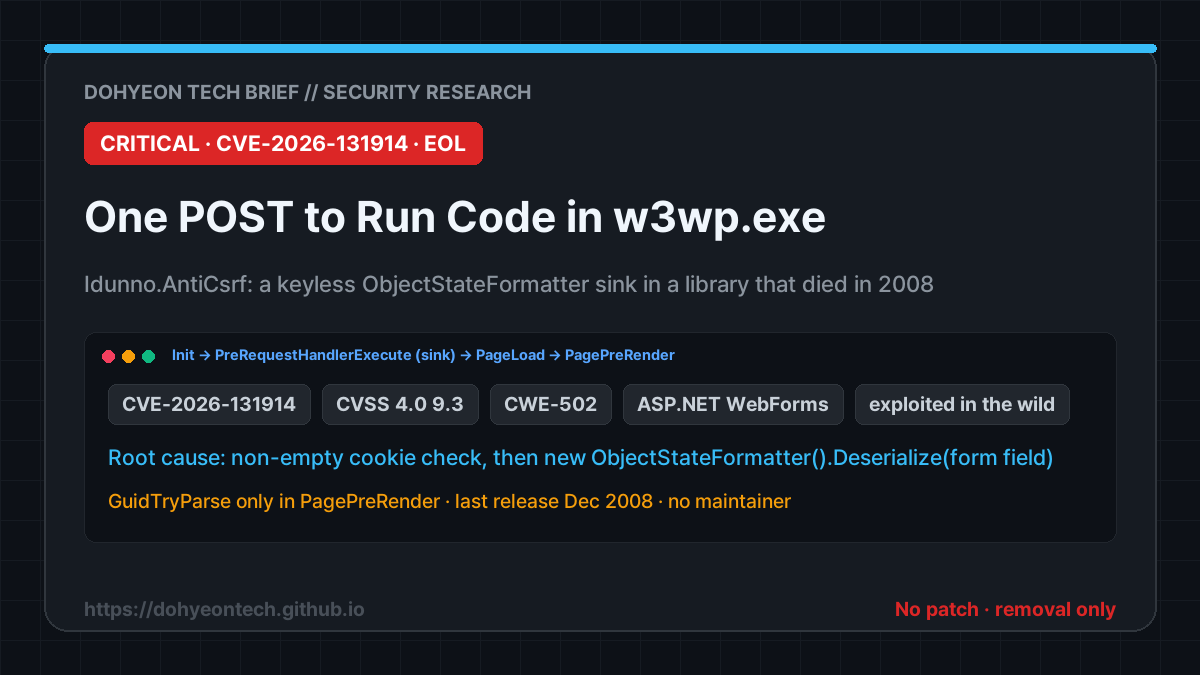 DOHYEON TECH BRIEF // SECURITY RESEARCH
CRITICAL · CVE-2026-131914 · EOL
One POST to Run Code in w3wp.exe
Idunno.AntiCsrf: a keyless ObjectStateFormatter sink in a library that died in 2008
Init → PreRequestHandlerExecute (sink) → PageLoad → PagePreRender
CVE-2026-131914 CVSS 4.0 9.3 CWE-502 ASP.NET WebForms exploited in the wild
Root cause: non-empty cookie check, then new ObjectStateFormatter().Deserialize(form field)
GuidTryParse only in PagePreRender · last release Dec 2008 · no maintainer
https://dohyeontech.github.io No patch · removal only